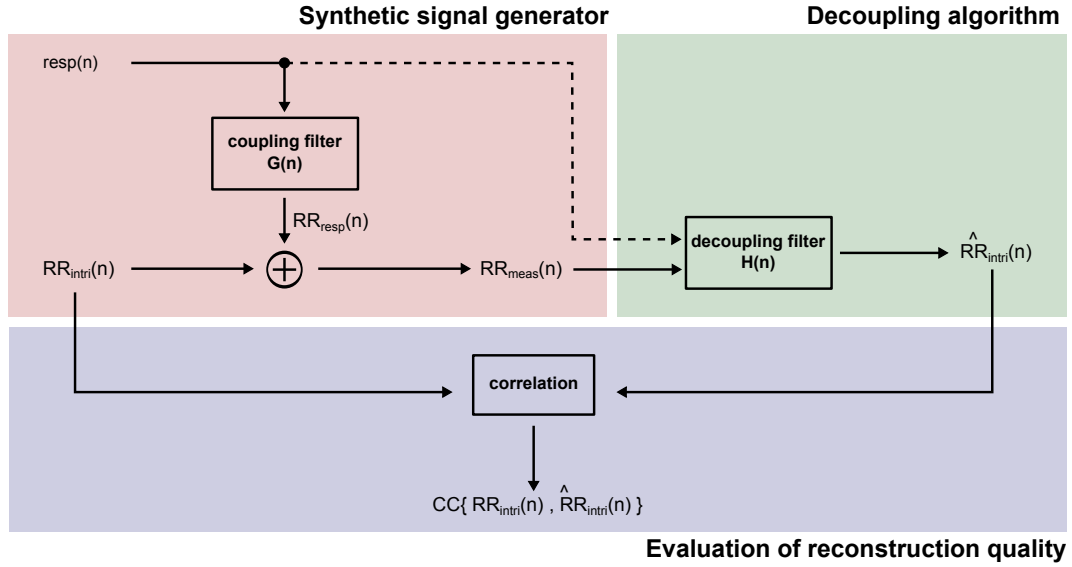 Synthetic signal generator
Decoupling algorithm
resp(n)
coupling filter
G(n)
RRresp(n)
RRintri(n)
RRmeas(n)
decoupling filter
H(n)
R̂Rintri(n)
correlation
CC{ RRintri(n) , R̂Rintri(n) }
Evaluation of reconstruction quality